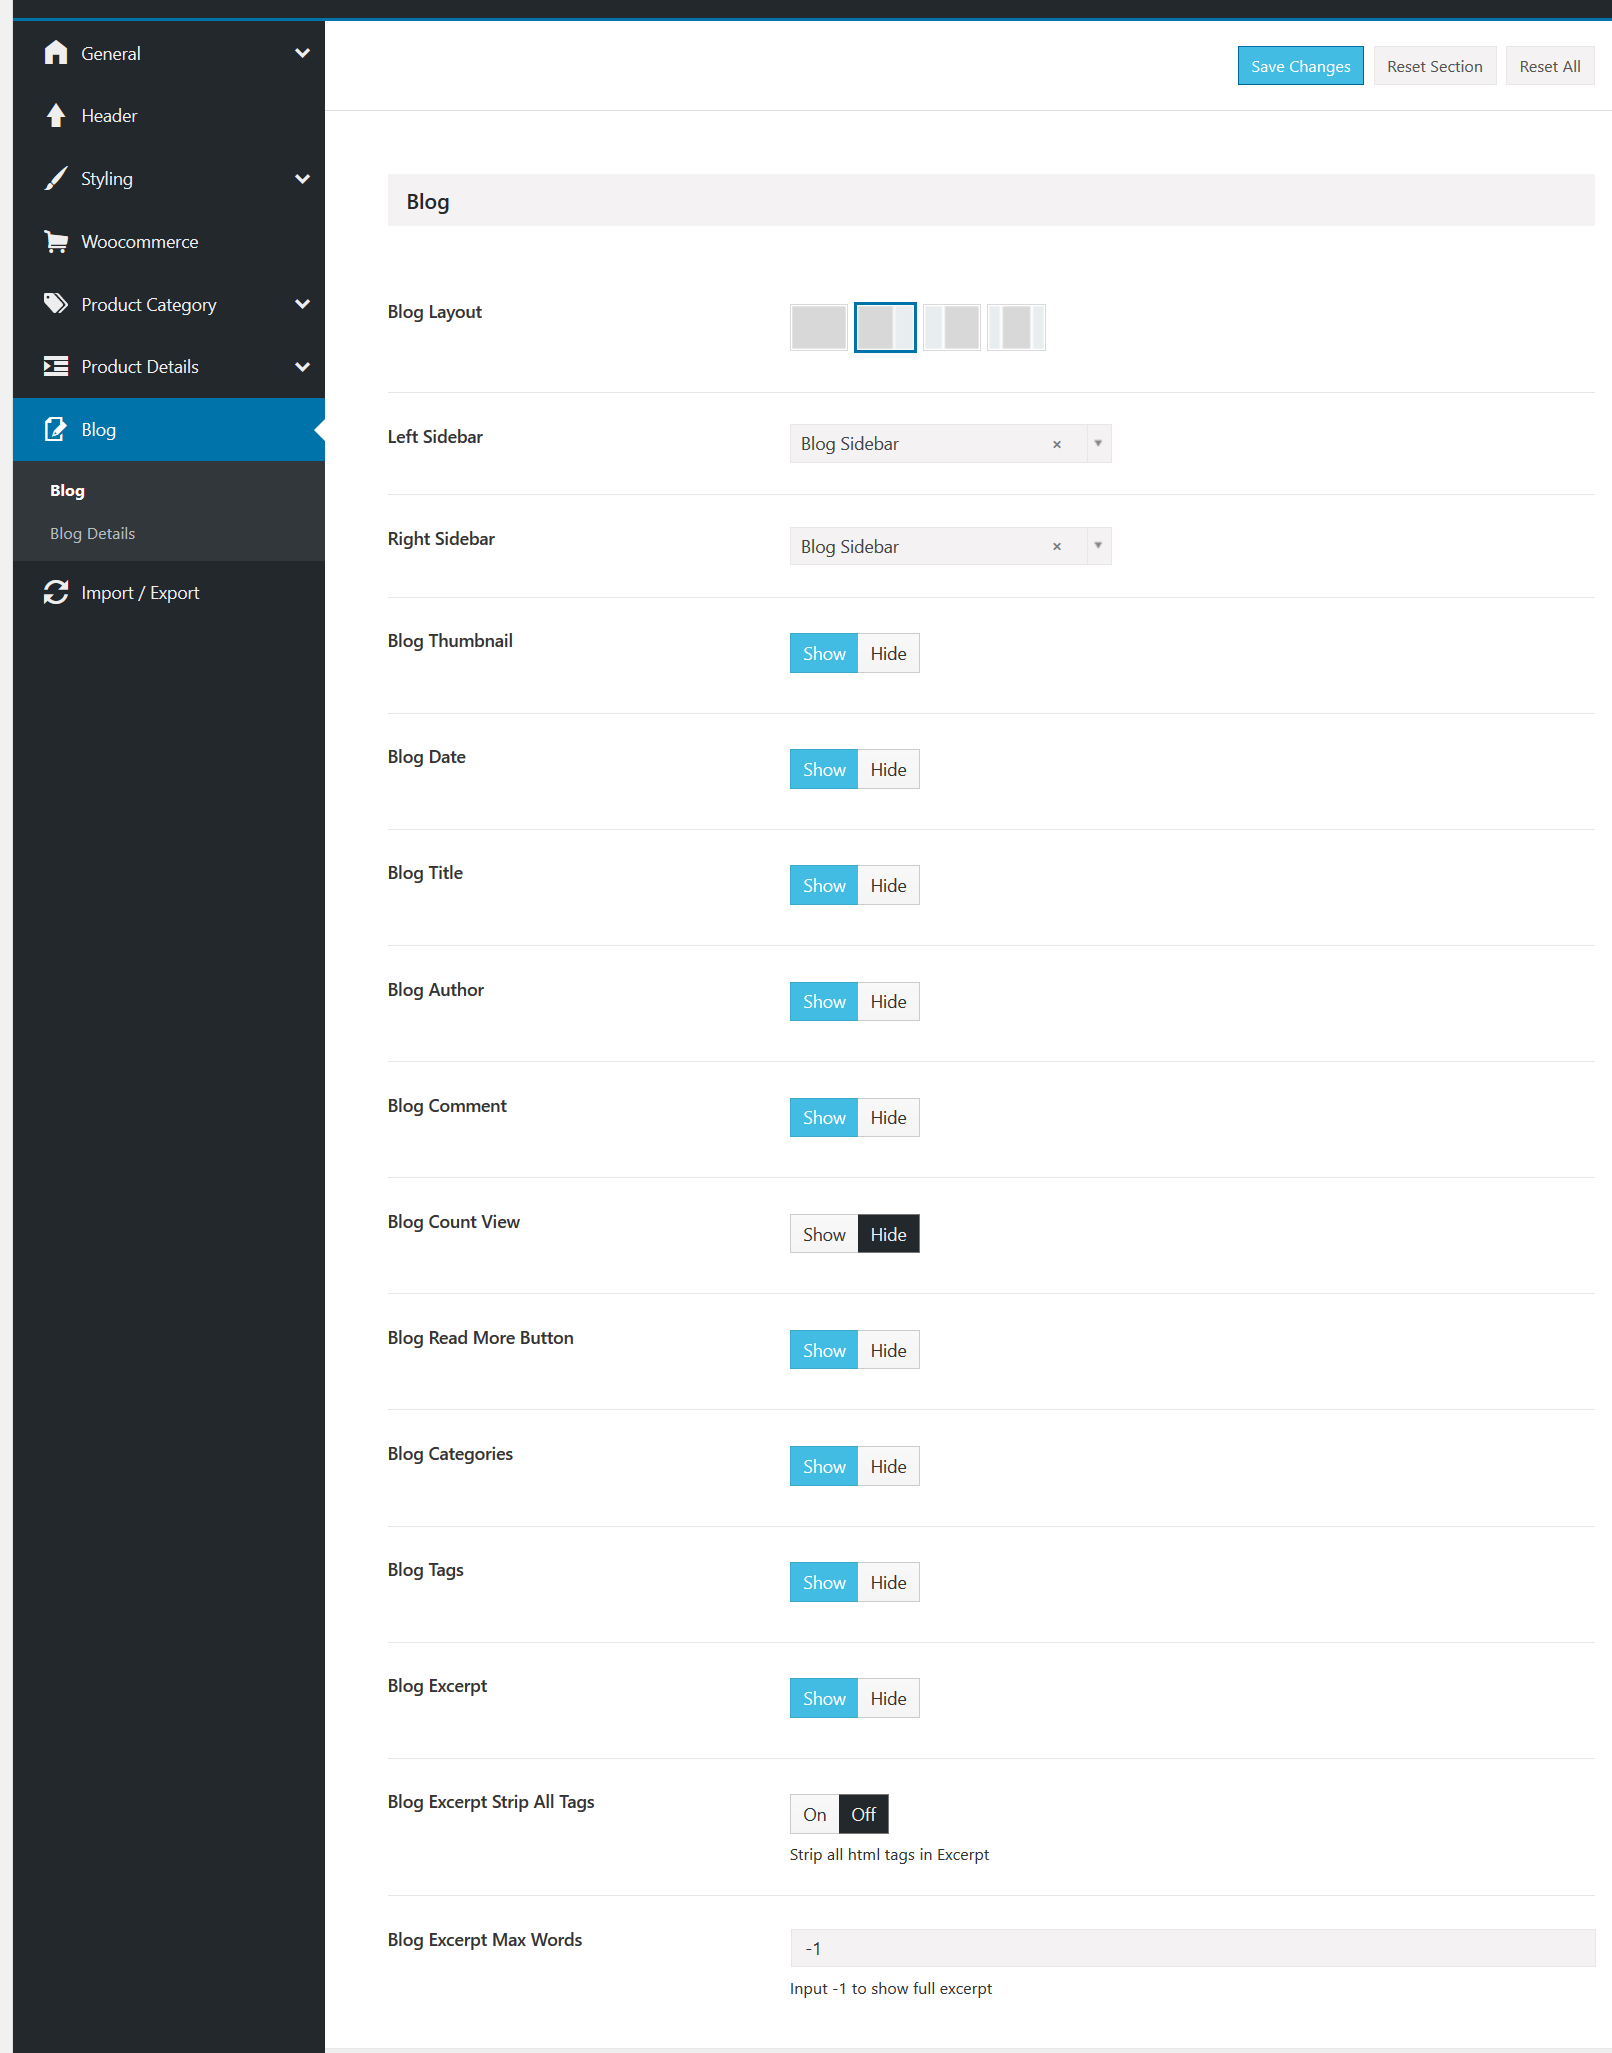 General
Header
Styling
Woocommerce
Product Category
Product Details
Blog
Blog
Blog Details
Import / Export
Save Changes Reset Section Reset All
Blog
Blog Layout
Left Sidebar Blog Sidebar ×
Right Sidebar Blog Sidebar ×
Blog Thumbnail Show Hide
Blog Date Show Hide
Blog Title Show Hide
Blog Author Show Hide
Blog Comment Show Hide
Blog Count View Show Hide
Blog Read More Button Show Hide
Blog Categories Show Hide
Blog Tags Show Hide
Blog Excerpt Show Hide
Blog Excerpt Strip All Tags On Off
Strip all html tags in Excerpt
Blog Excerpt Max Words -1
Input -1 to show full excerpt